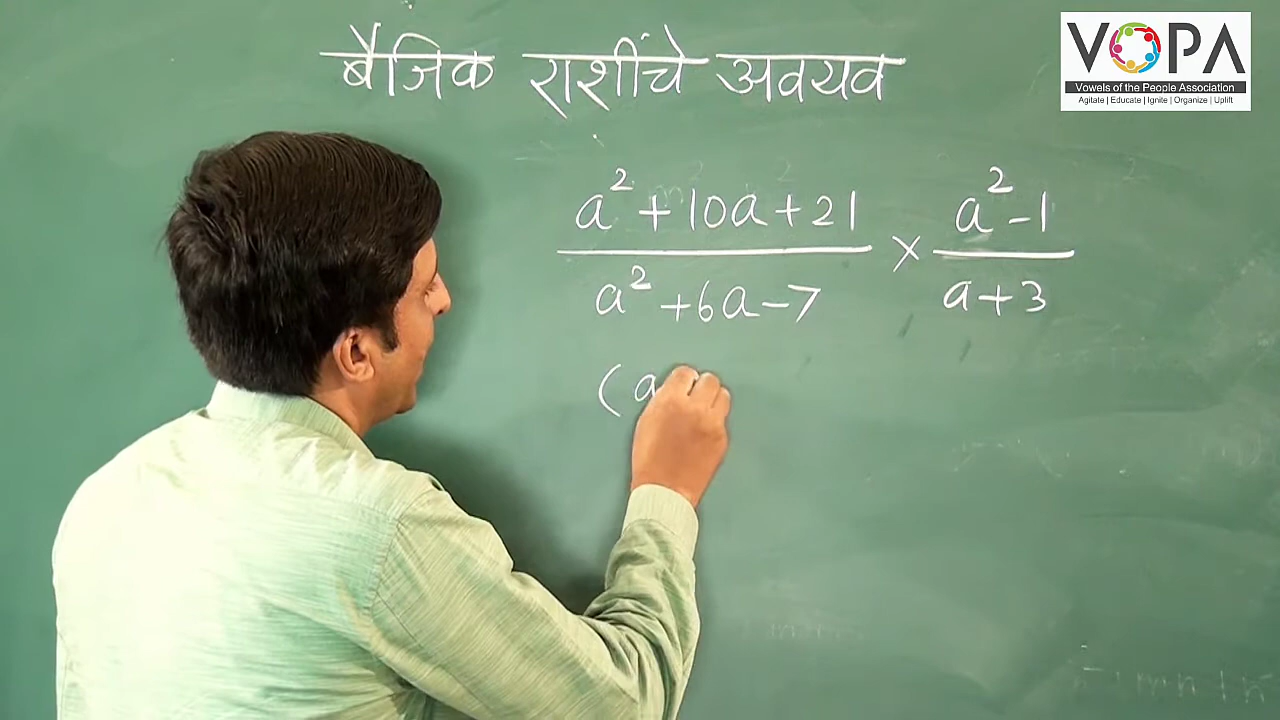 बैजिक राशींचे अवयव
VOPA
Vowels of the People Association
Agitate | Educate | Ignite | Organize | Uplift
a² + 10a + 21 / a² + 6a - 7 × a² - 1 / a + 3
(a